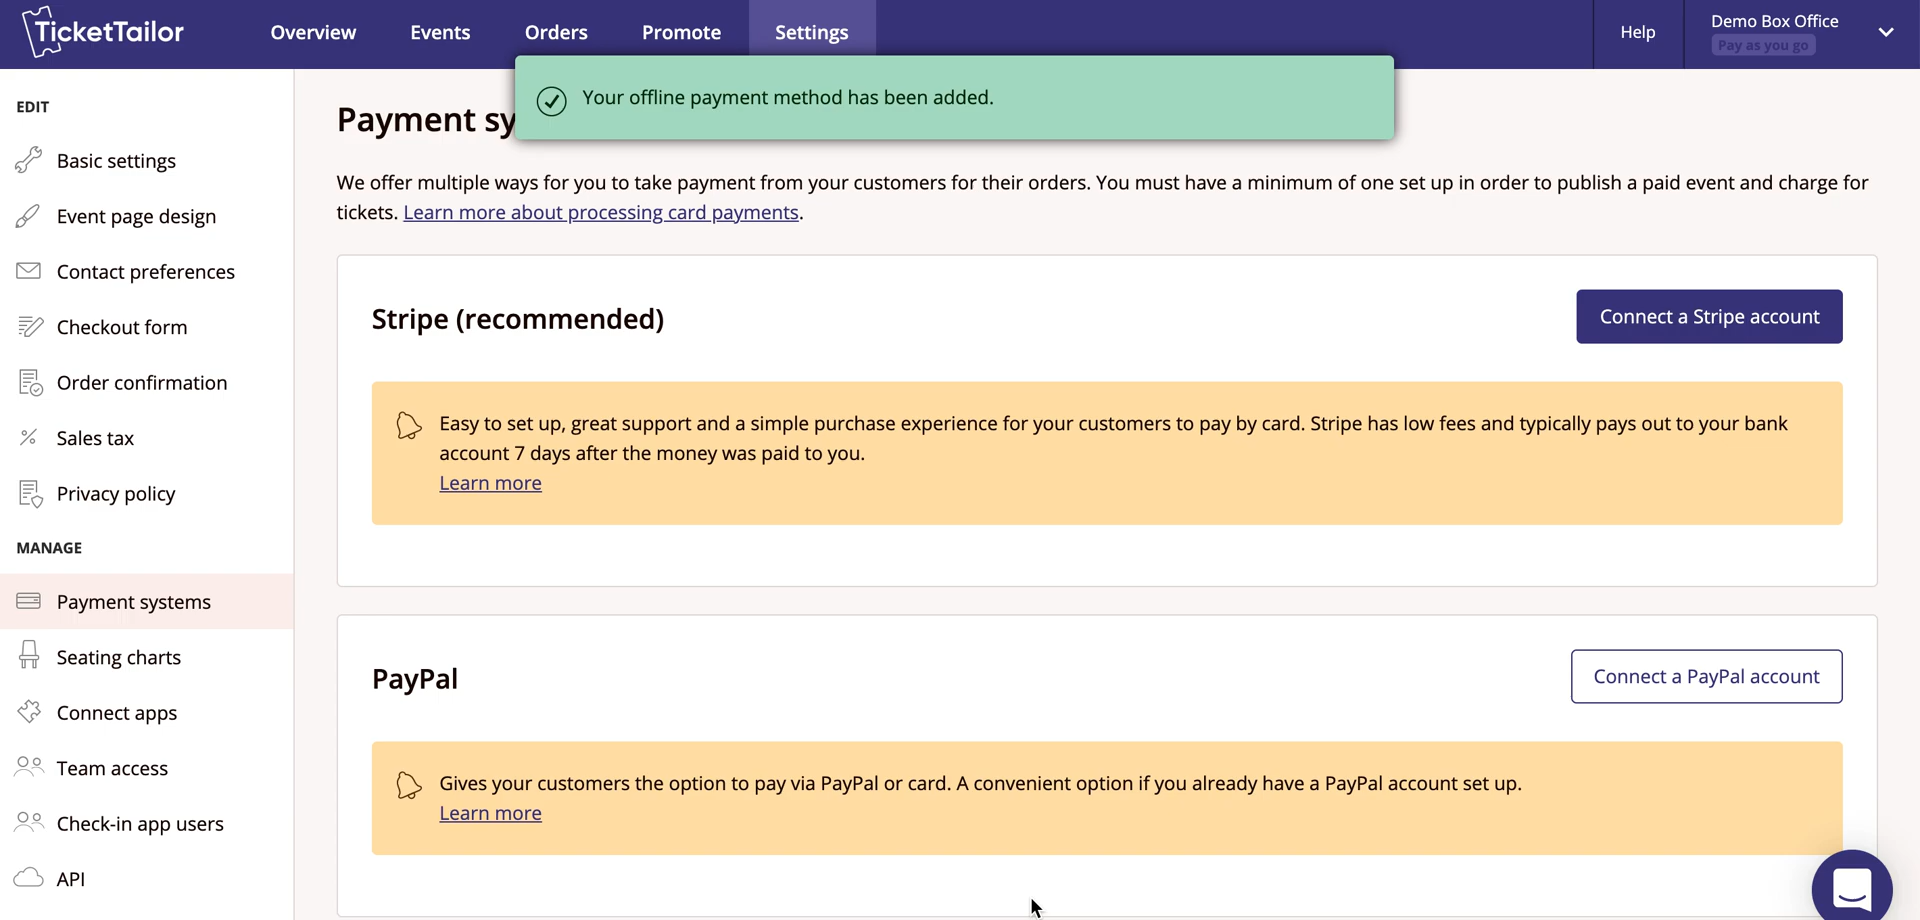 TicketTailor
Overview
Events
Orders
Promote
Settings
Help
Demo Box Office
Pay as you go
Your offline payment method has been added.
EDIT
Basic settings
Event page design
Contact preferences
Checkout form
Order confirmation
Sales tax
Privacy policy
MANAGE
Payment systems
Seating charts
Connect apps
Team access
Check-in app users
API
Payment sy
We offer multiple ways for you to take payment from your customers for their orders. You must have a minimum of one set up in order to publish a paid event and charge for
tickets. Learn more about processing card payments.
Stripe (recommended)
Connect a Stripe account
Easy to set up, great support and a simple purchase experience for your customers to pay by card. Stripe has low fees and typically pays out to your bank
account 7 days after the money was paid to you.
Learn more
PayPal
Connect a PayPal account
Gives your customers the option to pay via PayPal or card. A convenient option if you already have a PayPal account set up.
Learn more